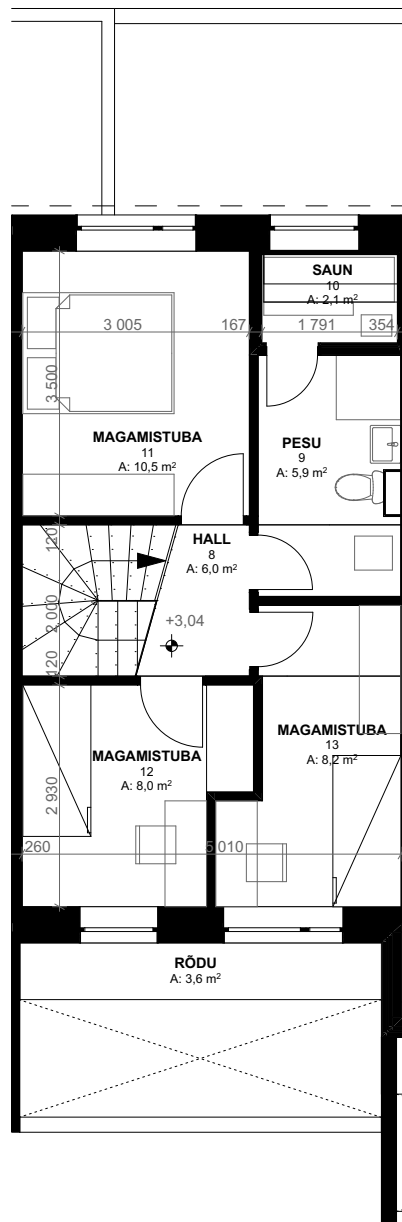 SAUN
10
A: 2,1 m²
3 005
167
1 791
354
3 500
MAGAMISTUBA
11
A: 10,5 m²
PESU
9
A: 5,9 m²
120
HALL
8
A: 6,0 m²
2 000
+3,04
120
MAGAMISTUBA
13
A: 8,2 m²
MAGAMISTUBA
12
A: 8,0 m²
2 930
260
5 010
RÕDU
A: 3,6 m²